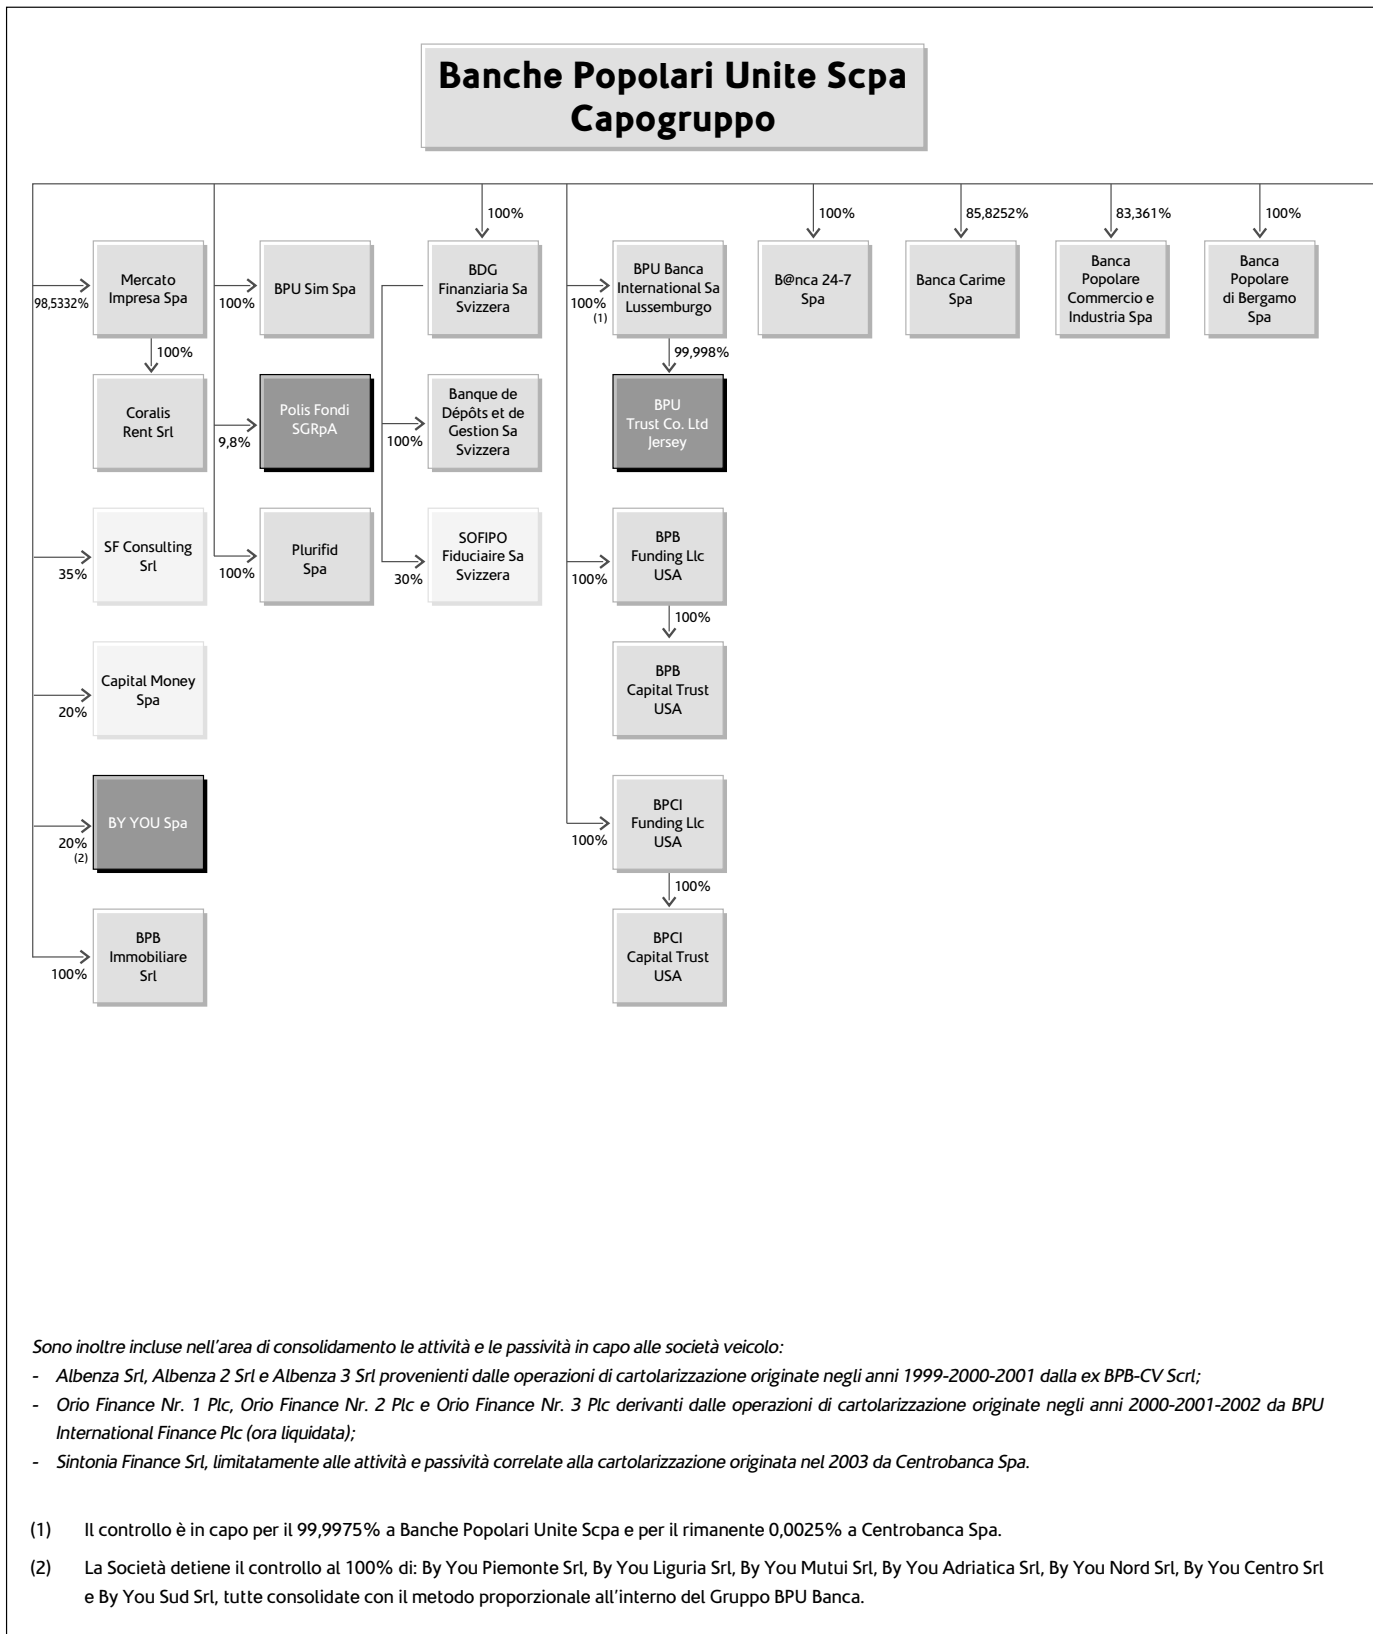 Banche Popolari Unite Scpa
Capogruppo
100%
100%
85,8252%
83,361%
100%
98,5332%
Mercato
Impresa Spa
100%
BPU Sim Spa
BDG
Finanziaria Sa
Svizzera
100%
(1)
BPU Banca
International Sa
Lussemburgo
B@nca 24-7
Spa
Banca Carime
Spa
Banca
Popolare
Commercio e
Industria Spa
Banca
Popolare
di Bergamo
Spa
100%
99,998%
Coralis
Rent Srl
9,8%
Polis Fondi
SGRpA
100%
Banque de
Dépôts et de
Gestion Sa
Svizzera
BPU
Trust Co. Ltd
Jersey
35%
SF Consulting
Srl
100%
Plurifid
Spa
30%
SOFIPO
Fiduciaire Sa
Svizzera
100%
BPB
Funding Llc
USA
100%
20%
Capital Money
Spa
BPB
Capital Trust
USA
20%
(2)
BY YOU Spa
100%
BPCI
Funding Llc
USA
100%
100%
BPB
Immobiliare
Srl
BPCI
Capital Trust
USA
Sono inoltre incluse nell'area di consolidamento le attività e le passività in capo alle società veicolo:
- Albenza Srl, Albenza 2 Srl e Albenza 3 Srl provenienti dalle operazioni di cartolarizzazione originate negli anni 1999-2000-2001 dalla ex BPB-CV Scrl;
- Orio Finance Nr. 1 Plc, Orio Finance Nr. 2 Plc e Orio Finance Nr. 3 Plc derivanti dalle operazioni di cartolarizzazione originate negli anni 2000-2001-2002 da BPU
International Finance Plc (ora liquidata);
- Sintonia Finance Srl, limitatamente alle attività e passività correlate alla cartolarizzazione originata nel 2003 da Centrobanca Spa.
(1) Il controllo è in capo per il 99,9975% a Banche Popolari Unite Scpa e per il rimanente 0,0025% a Centrobanca Spa.
(2) La Società detiene il controllo al 100% di: By You Piemonte Srl, By You Liguria Srl, By You Mutui Srl, By You Adriatica Srl, By You Nord Srl, By You Centro Srl
e By You Sud Srl, tutte consolidate con il metodo proporzionale all'interno del Gruppo BPU Banca.